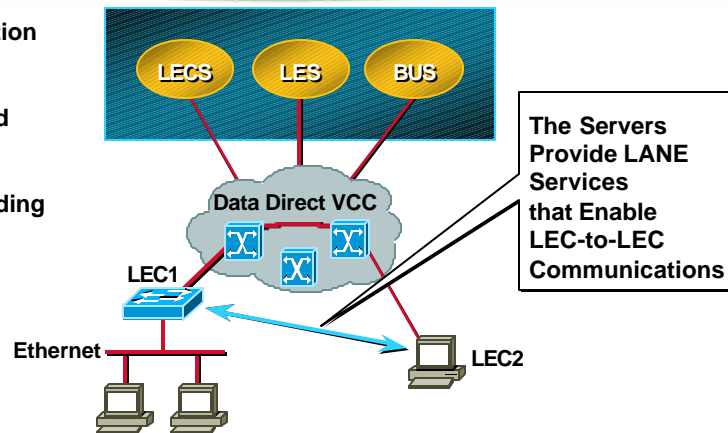 tion
d
ding
LECS
LES
BUS
Data Direct VCC
LEC1
Ethernet
LEC2
The Servers
Provide LANE
Services
that Enable
LEC-to-LEC
Communications